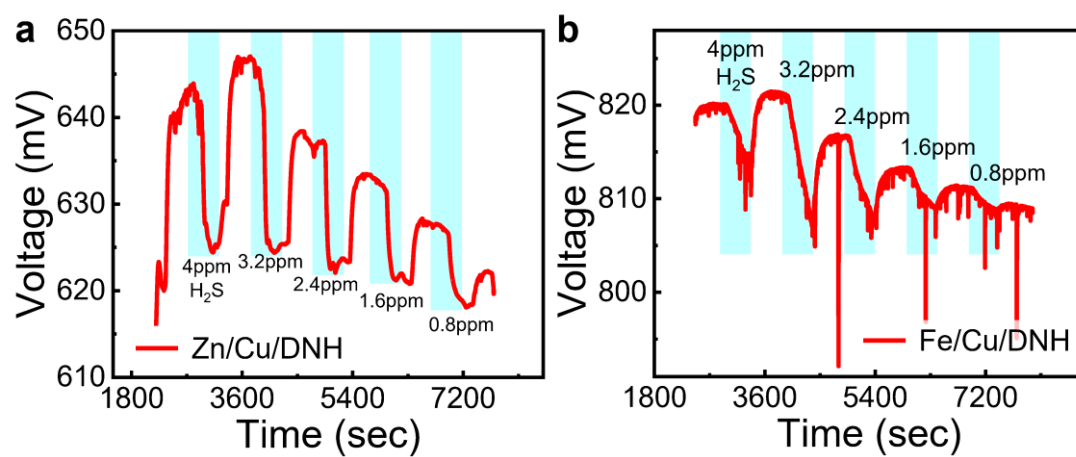 a
650
640
630
620
610
Voltage (mV)
4ppm
H₂S
3.2ppm
2.4ppm
1.6ppm
0.8ppm
Zn/Cu/DNH
1800 3600 5400 7200
Time (sec)
b
820
810
800
Voltage (mV)
4ppm
H₂S
3.2ppm
2.4ppm
1.6ppm
0.8ppm
Fe/Cu/DNH
1800 3600 5400 7200
Time (sec)